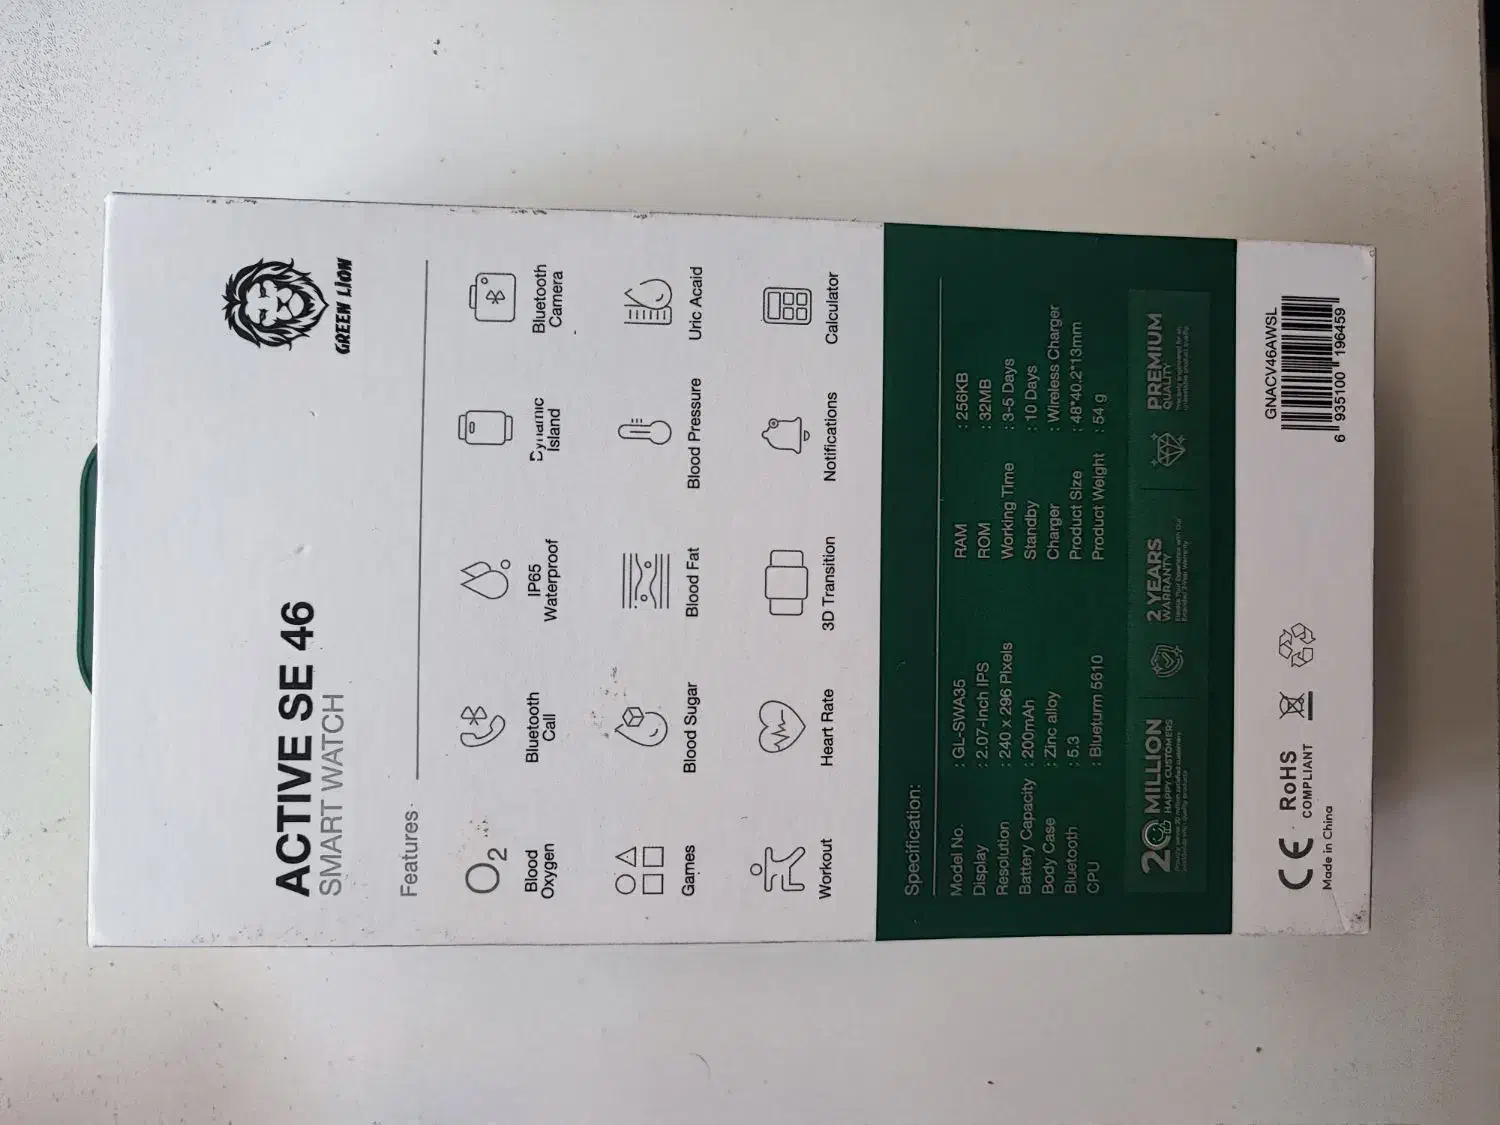 GREEN LION
ACTIVE SE 46
SMART WATCH
Features
O2
Blood
Oxygen
Bluetooth
Call
IP65
Waterproof
Dynamic
Island
Bluetooth
Camera
Games
Blood Sugar
Blood Fat
Blood Pressure
Uric Acaid
Workout
Heart Rate
3D Transition
Notifications
Calculator
Specification:
Model No. : GL-SWA35
Display : 2.07-Inch IPS
Resolution : 240 x 296 Pixels
Battery Capacity : 200mAh
Body Case : Zinc alloy
Bluetooth : 5.3
CPU : Blueturm 5610
RAM : 256KB
ROM : 32MB
Working Time : 3-5 Days
Standby : 10 Days
Charger : Wireless Charger
Product Size : 48*40.2*13mm
Product Weight : 54 g
20 MILLION
HAPPY CUSTOMERS
2 YEARS
WARRANTY
PREMIUM
QUALITY
CE RoHS
COMPLIANT
Made in China
GNACV46AWSL
6 935100 196459